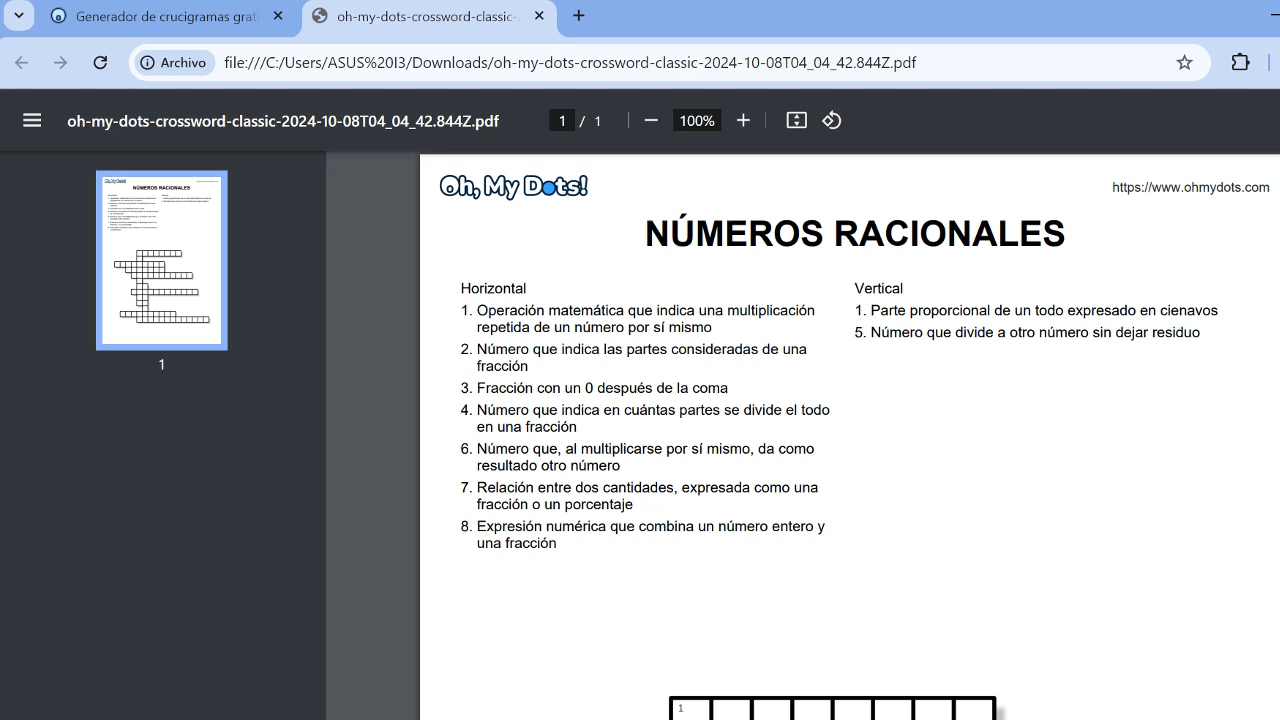 Generador de crucigramas grati
oh-my-dots-crossword-classic-
Archivo
file:///C:/Users/ASUS%20I3/Downloads/oh-my-dots-crossword-classic-2024-10-08T04_04_42.844Z.pdf
oh-my-dots-crossword-classic-2024-10-08T04_04_42.844Z.pdf
1 / 1
100%
1
Oh, My Dots!
https://www.ohmydots.com
NÚMEROS RACIONALES
Horizontal
1. Operación matemática que indica una multiplicación
repetida de un número por sí mismo
2. Número que indica las partes consideradas de una
fracción
3. Fracción con un 0 después de la coma
4. Número que indica en cuántas partes se divide el todo
en una fracción
6. Número que, al multiplicarse por sí mismo, da como
resultado otro número
7. Relación entre dos cantidades, expresada como una
fracción o un porcentaje
8. Expresión numérica que combina un número entero y
una fracción
Vertical
1. Parte proporcional de un todo expresado en cienavos
5. Número que divide a otro número sin dejar residuo
1